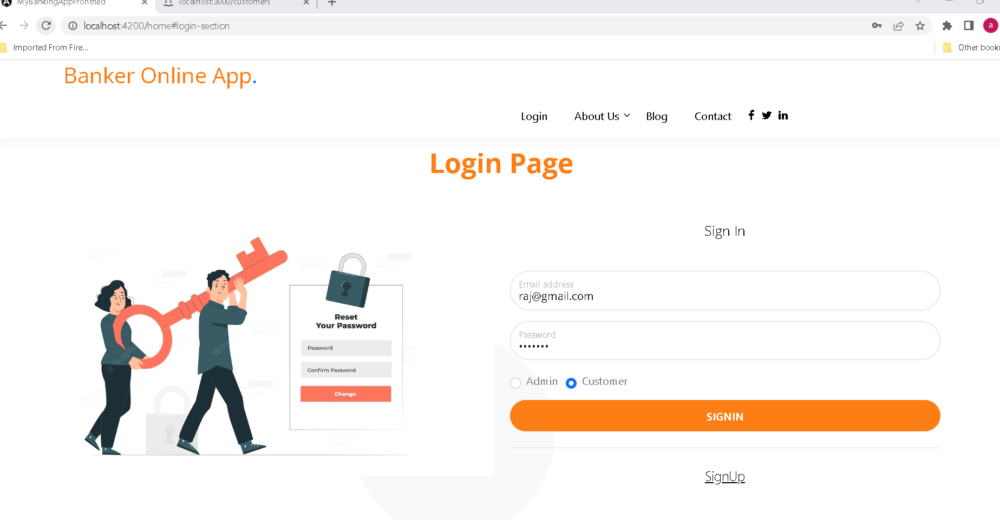 MyBankingAppFronthed
localhost:3000/customers
localhost:4200/home#login-section
a
Imported From Fire...
Other book
Banker Online App.
Login About Us Blog Contact
Login Page
Sign In
Email address
raj@gmail.com
Password
Admin Customer
SIGNIN
SignUp
Reset
Your Password
Password
Confirm Password
Change